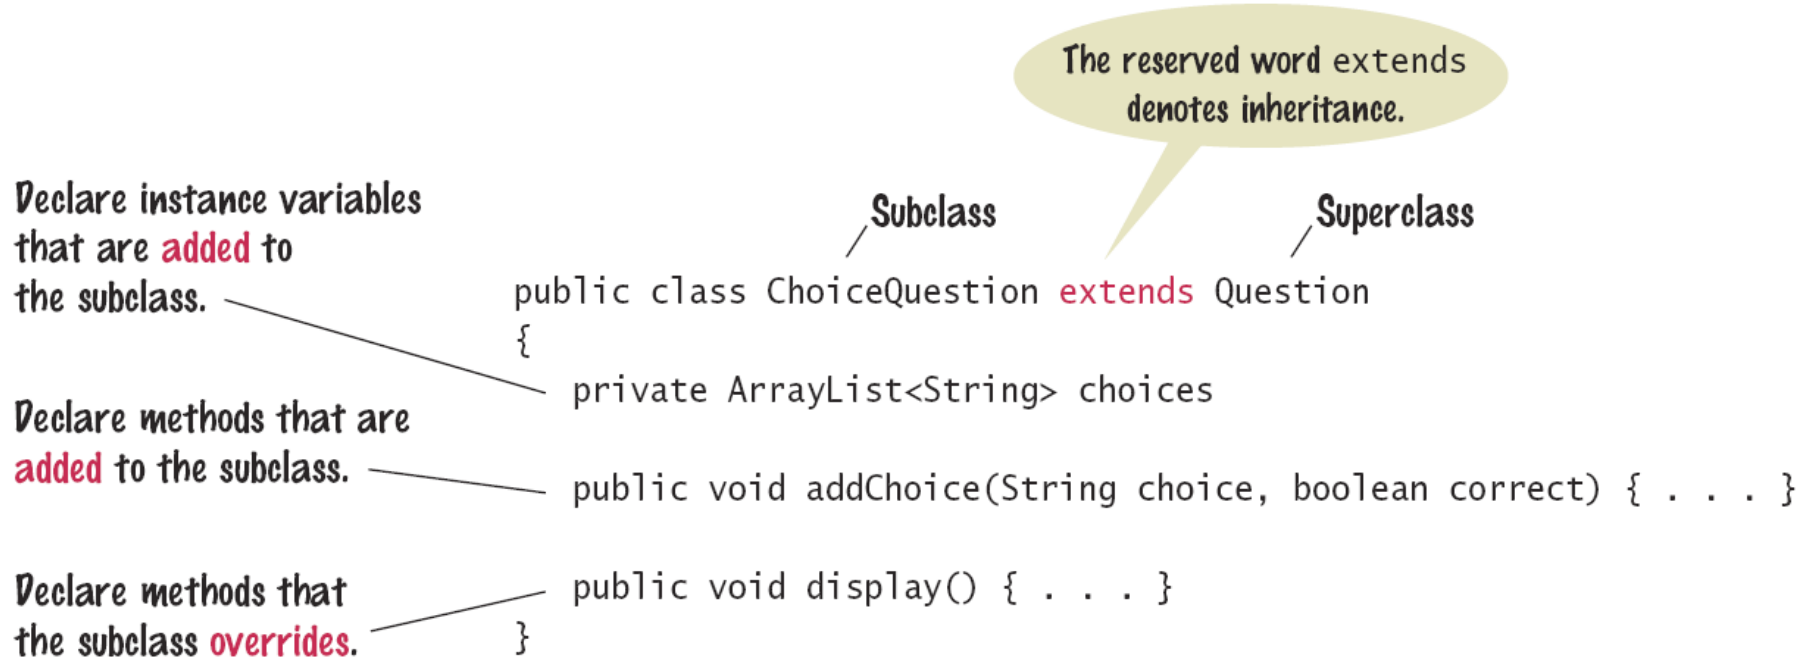 The reserved word extends
denotes inheritance.
Declare instance variables
that are added to
the subclass.
Subclass
Superclass
public class ChoiceQuestion extends Question
{
private ArrayList<String> choices
Declare methods that are
added to the subclass.
public void addChoice(String choice, boolean correct) { . . . }
Declare methods that
the subclass overrides.
public void display() { . . . }
}